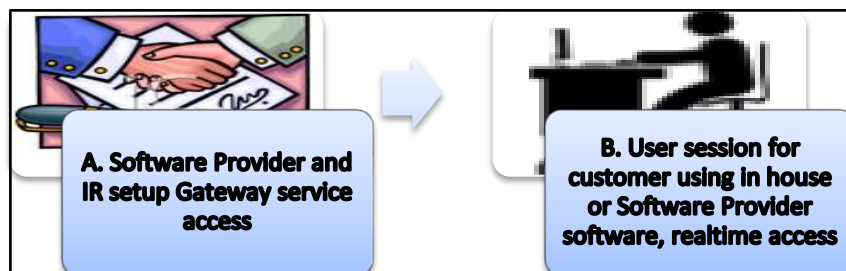 A. Software Provider and
IR setup Gateway service
access
B. User session for
customer using in house
or Software Provider
software, realtime access